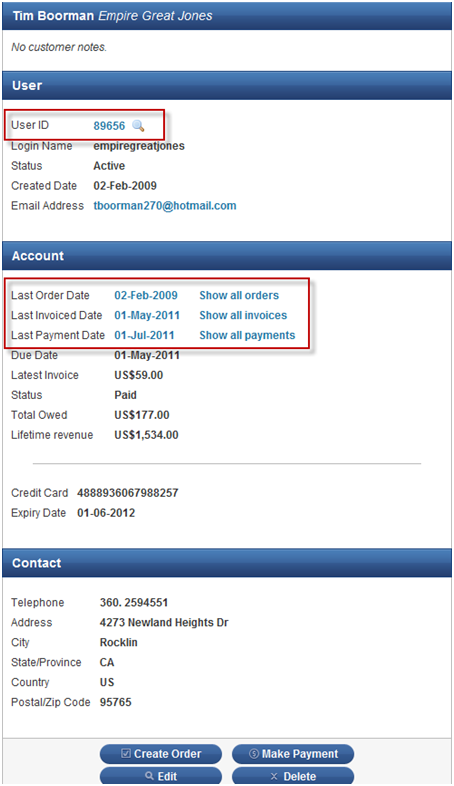 Tim Boorman Empire Great Jones
No customer notes.
User
User ID 89656
Login Name empiregreatjones
Status Active
Created Date 02-Feb-2009
Email Address tboorman270@hotmail.com
Account
Last Order Date 02-Feb-2009 Show all orders
Last Invoiced Date 01-May-2011 Show all invoices
Last Payment Date 01-Jul-2011 Show all payments
Due Date 01-May-2011
Latest Invoice US$59.00
Status Paid
Total Owed US$177.00
Lifetime revenue US$1,534.00
Credit Card 4888936067988257
Expiry Date 01-06-2012
Contact
Telephone 360. 2594551
Address 4273 Newland Heights Dr
City Rocklin
State/Province CA
Country US
Postal/Zip Code 95765
Create Order Make Payment
Edit Delete